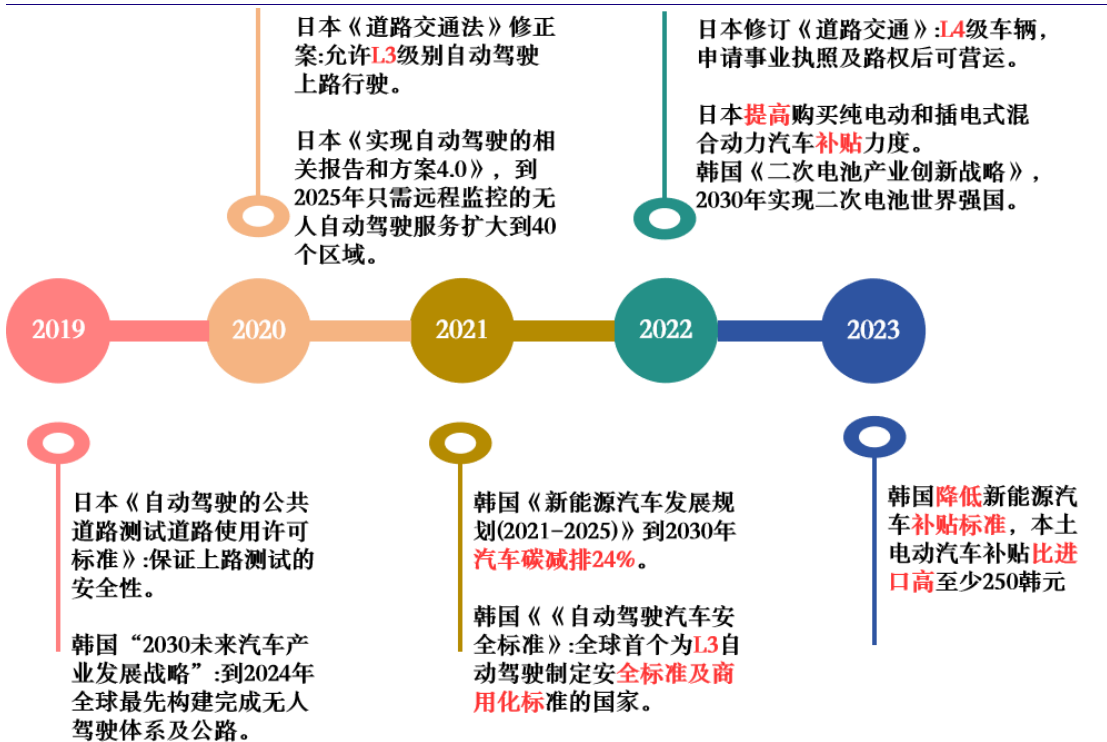 日本《道路交通法》修正
案:允许L3级别自动驾驶
上路行驶。
日本《实现自动驾驶的相
关报告和方案4.0》，到
2025年只需远程监控的无
人自动驾驶服务扩大到40
个区域。
日本修订《道路交通》:L4级车辆，
申请事业执照及路权后可营运。
日本提高购买纯电动和插电式混
合动力汽车补贴力度。
韩国《二次电池产业创新战略》，
2030年实现二次电池世界强国。
2019
2020
2021
2022
2023
日本《自动驾驶的公共
道路测试道路使用许可
标准》:保证上路测试的
安全性。
韩国“2030未来汽车产
业发展战略”:到2024年
全球最先构建完成无人
驾驶体系及公路。
韩国《新能源汽车发展规
划(2021-2025)》到2030年
汽车碳减排24%。
韩国《《自动驾驶汽车安
全标准》:全球首个为L3自
动驾驶制定安全标准及商
用化标准的国家。
韩国降低新能源汽
车补贴标准，本土
电动汽车补贴比进
口高至少250韩元